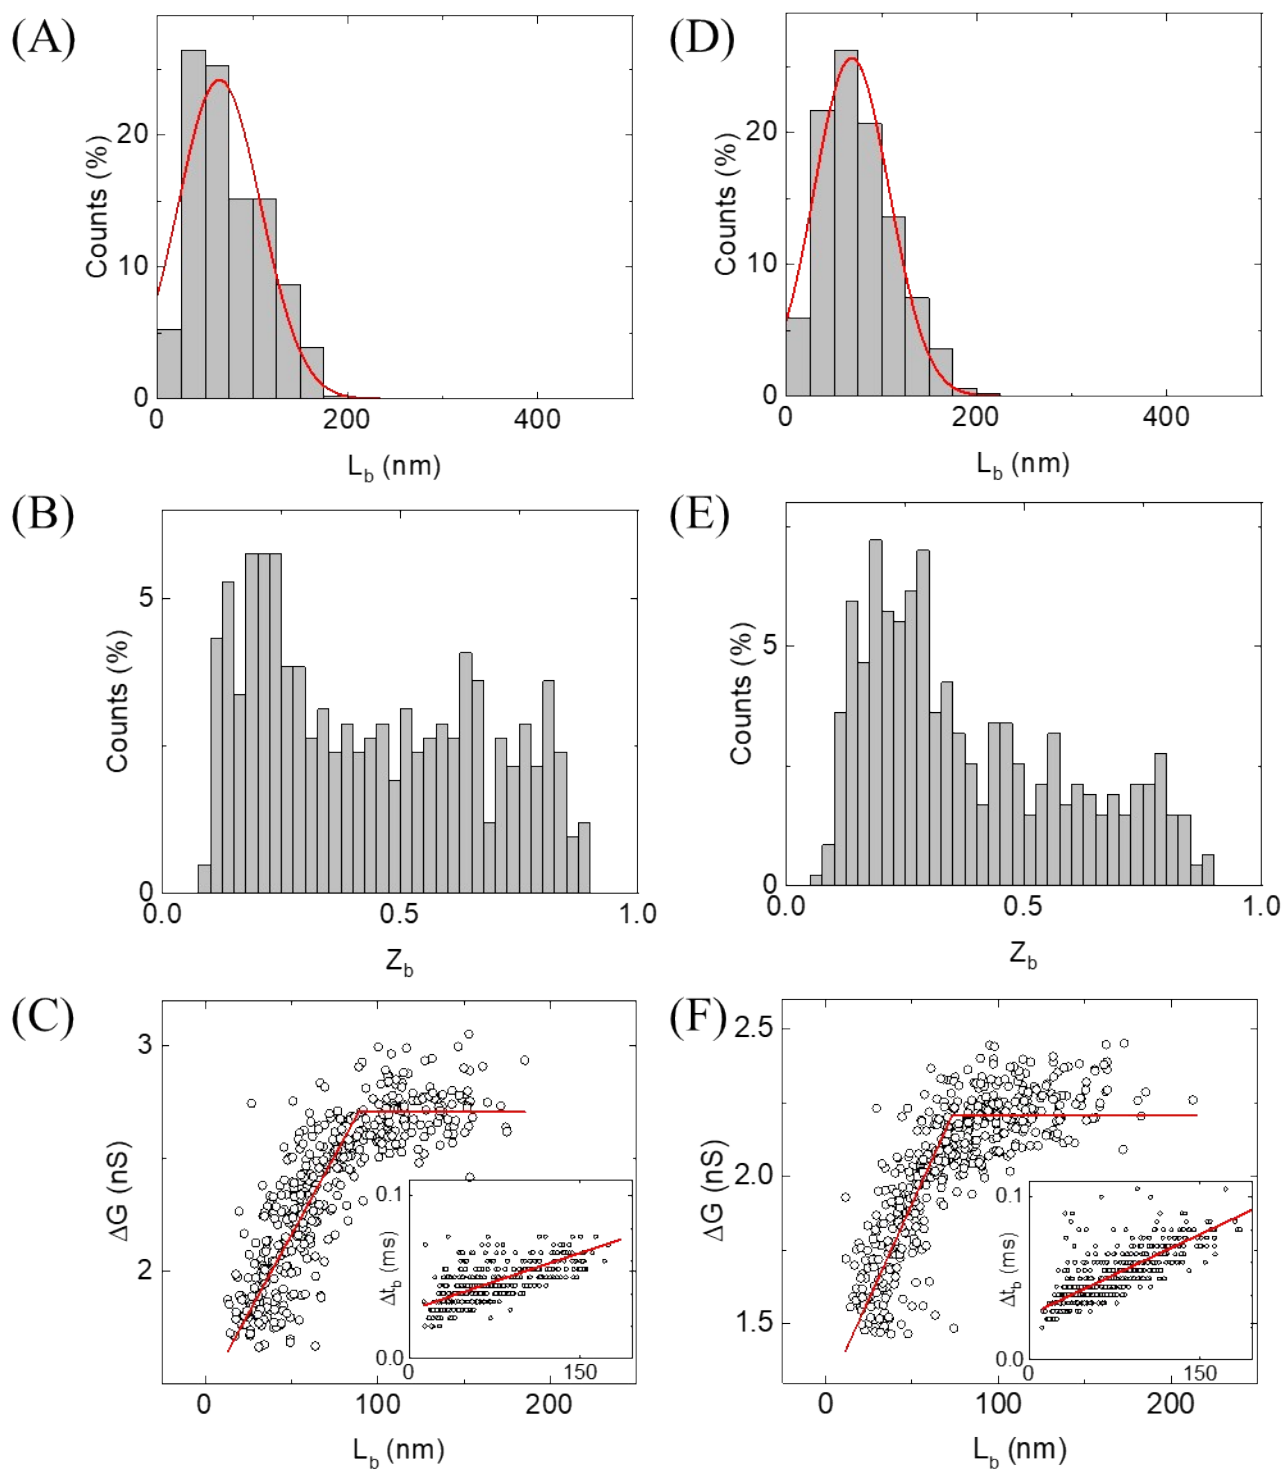 (A)
Counts (%)
20
10
0
0 200 400
L_b (nm)
(D)
Counts (%)
20
10
0
0 200 400
L_b (nm)
(B)
Counts (%)
5
0
0.0 0.5 1.0
Z_b
(E)
Counts (%)
5
0
0.0 0.5 1.0
Z_b
(C)
ΔG (nS)
3
2
0 100 200
L_b (nm)
Δt_b (ms)
0.1
0.0
0 150
(F)
ΔG (nS)
2.5
2.0
1.5
0 100 200
L_b (nm)
Δt_b (ms)
0.1
0.0
0 150